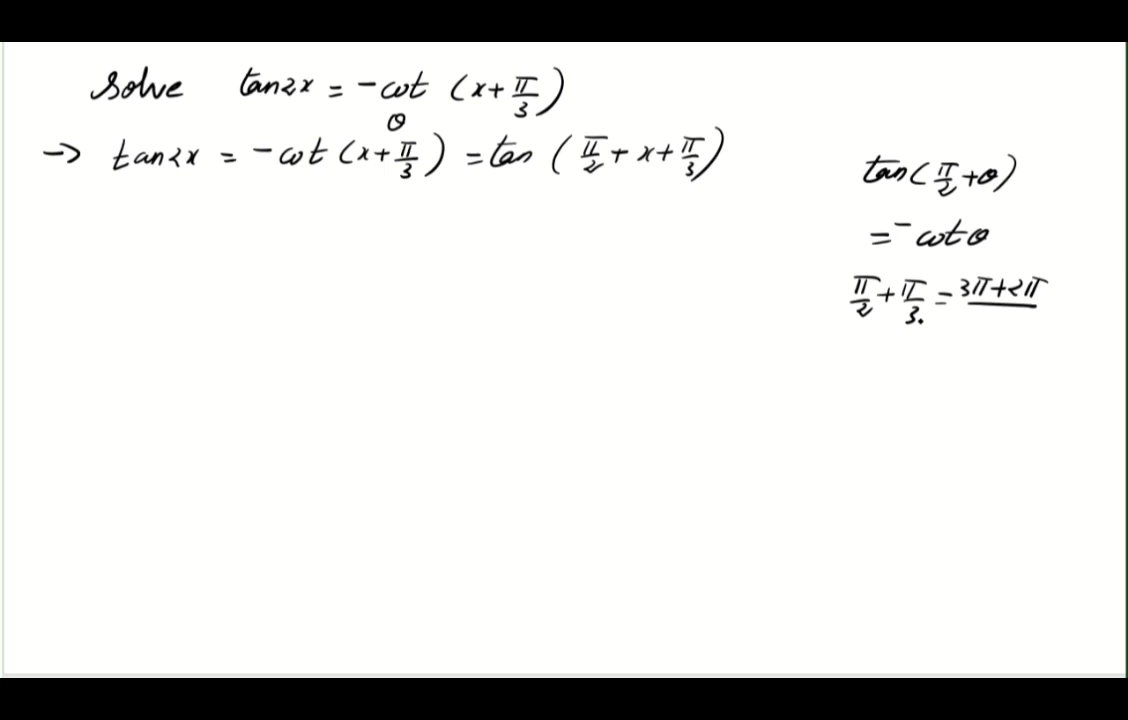 Solve tan2x = -cot (x+π/3)
θ
→ tan2x = -cot (x+π/3) = tan (π/2 + x + π/3)
tan(π/2+θ)
= -cotθ
π/2 + π/3. = 3π+2π